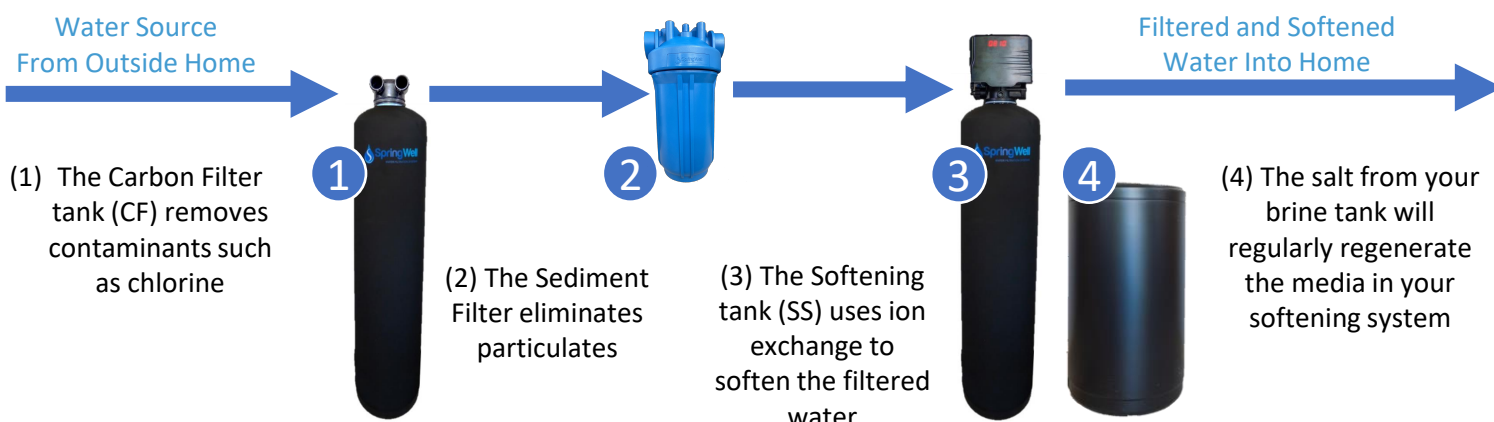 Water Source
From Outside Home
Filtered and Softened
Water Into Home
1
SpringWell
2
3
SpringWell
4
(1) The Carbon Filter
tank (CF) removes
contaminants such
as chlorine
(2) The Sediment
Filter eliminates
particulates
(3) The Softening
tank (SS) uses ion
exchange to
soften the filtered
water
(4) The salt from your
brine tank will
regularly regenerate
the media in your
softening system